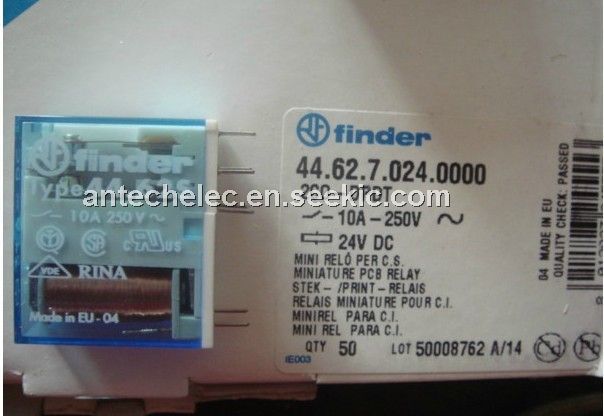 finder
Type 44.62
10A 250V ~
VDE RINA
Made in EU - 04
antechelec.en.seekic.com
finder
44.62.7.024.0000
10A - 250V ~
24V DC
MINI RELÓ PER C.S.
MINIATURE PCB RELAY
STEK - /PRINT - RELAIS
RELAIS MINIATURE POUR C.I.
MINIREL PARA C.I.
MINI REL PARA C.I.
QTY 50 LOT 50008762 A/14
IE003
04 MADE IN EU
QUALITY CHECK: PASSED